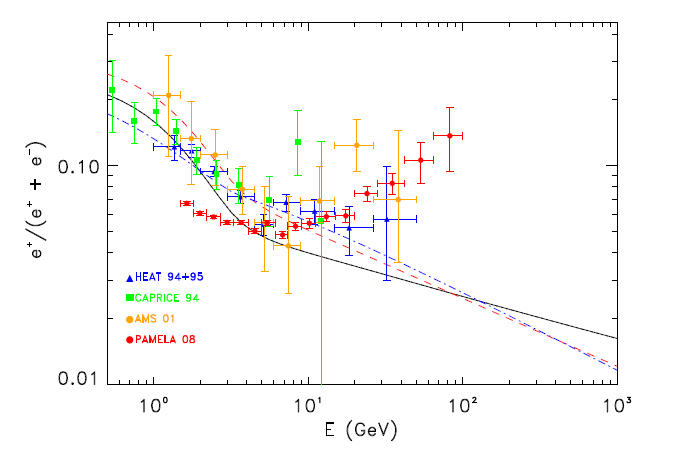 e⁺/(e⁺ + e⁻)
0.10
0.01
HEAT 94+95
CAPRICE 94
AMS 01
PAMELA 08
10⁰ 10¹ 10² 10³
E (GeV)